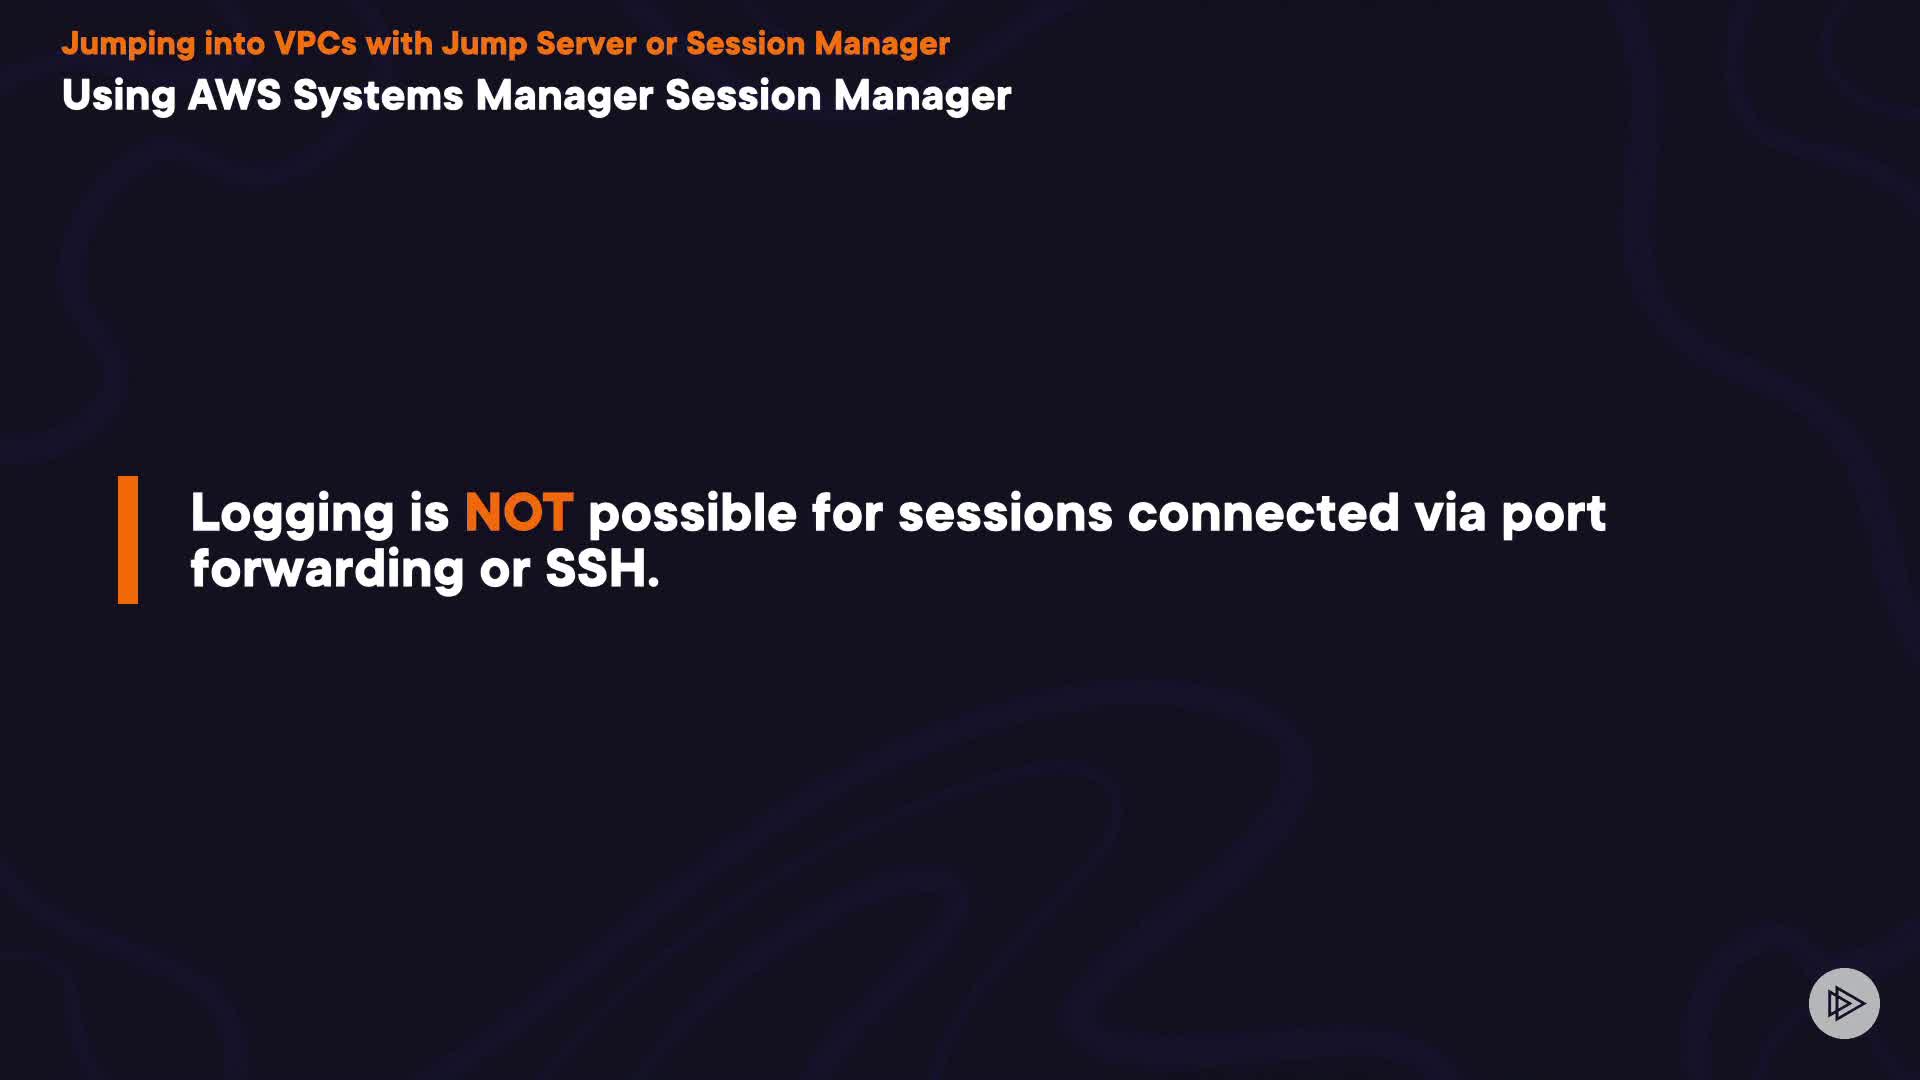 Jumping into VPCs with Jump Server or Session Manager
Using AWS Systems Manager Session Manager
Logging is NOT possible for sessions connected via port
forwarding or SSH.